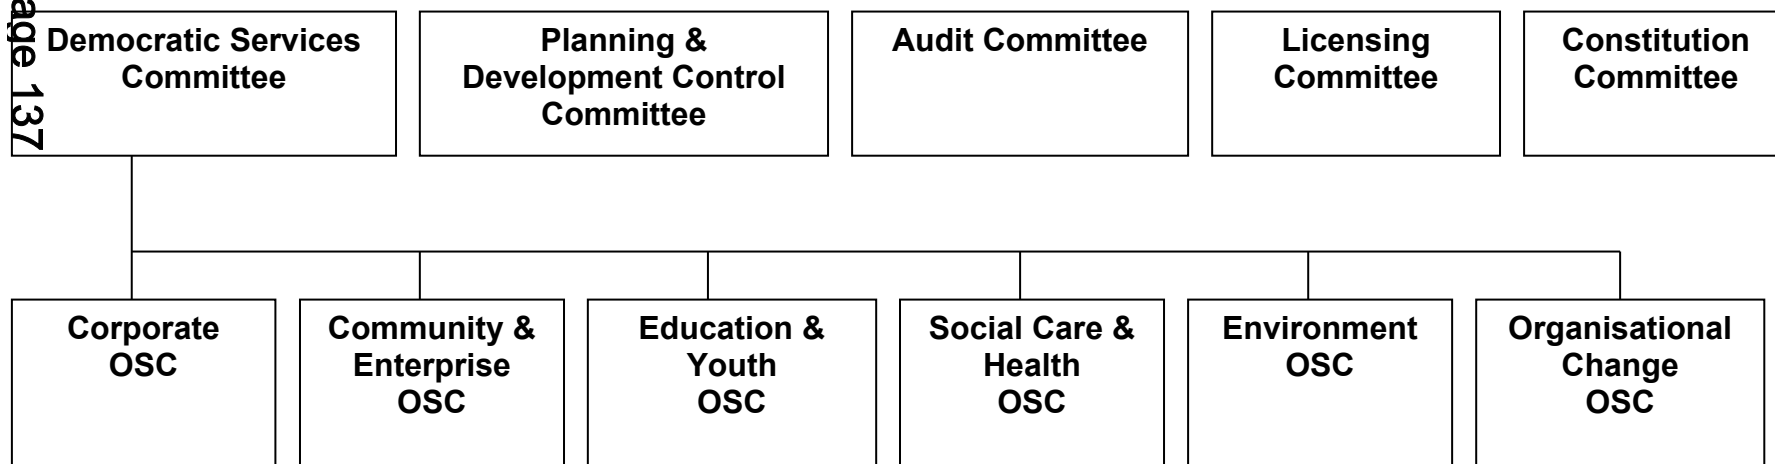 age 137
Democratic Services
Committee
Planning &
Development Control
Committee
Audit Committee
Licensing
Committee
Constitution
Committee
Corporate
OSC
Community &
Enterprise
OSC
Education &
Youth
OSC
Social Care &
Health
OSC
Environment
OSC
Organisational
Change
OSC